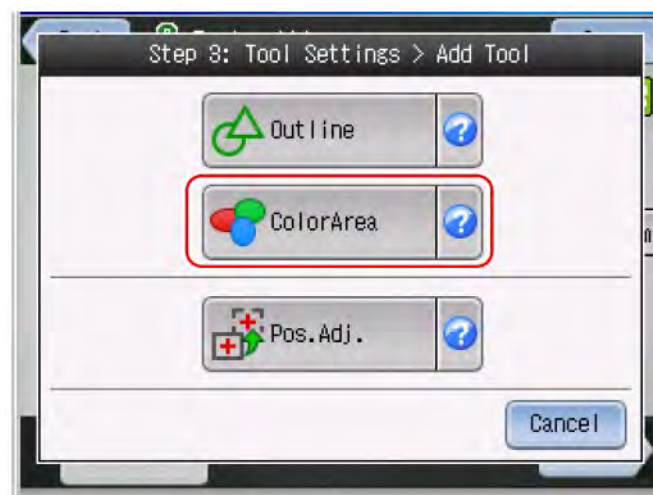 Step 3: Tool Settings > Add Tool
Outline
?
ColorArea
?
Pos.Adj.
?
Cancel